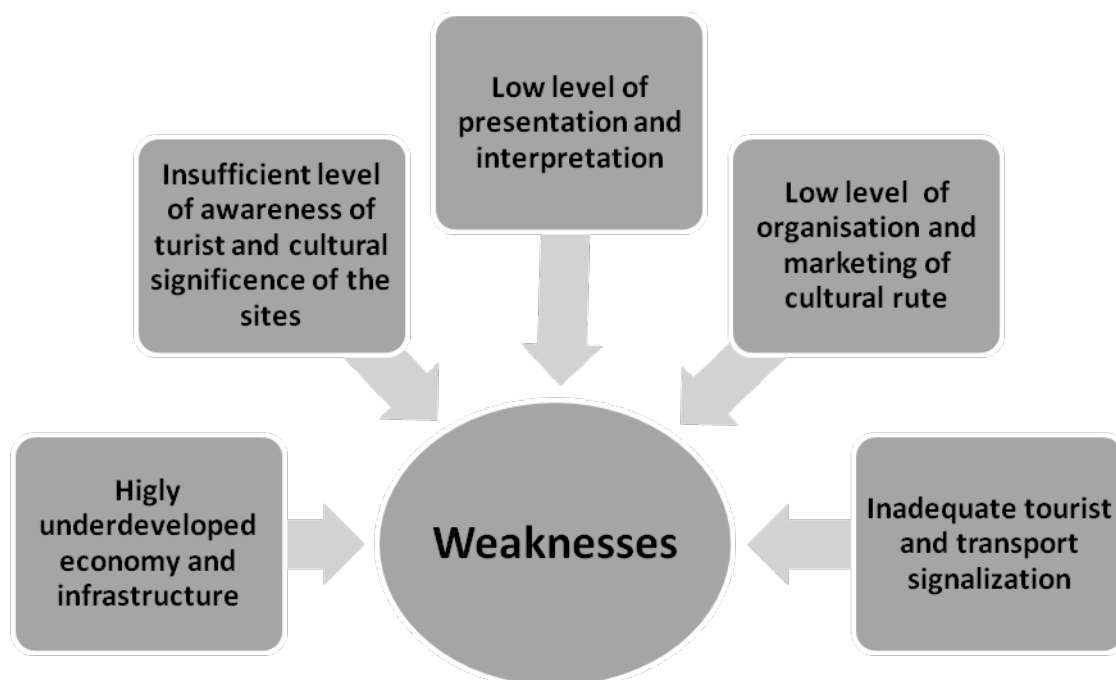 Low level of
presentation and
interpretation
Insufficient level
of awareness of
turist and cultural
significence of the
sites
Low level of
organisation and
marketing of
cultural rute
Higly
underdeveloped
economy and
infrastructure
Weaknesses
Inadequate tourist
and transport
signalization